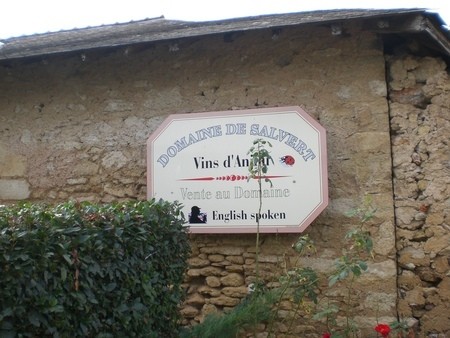 DOMAINE DE SALVERT
Vins d'Anjou
Vente au Domaine
English spoken